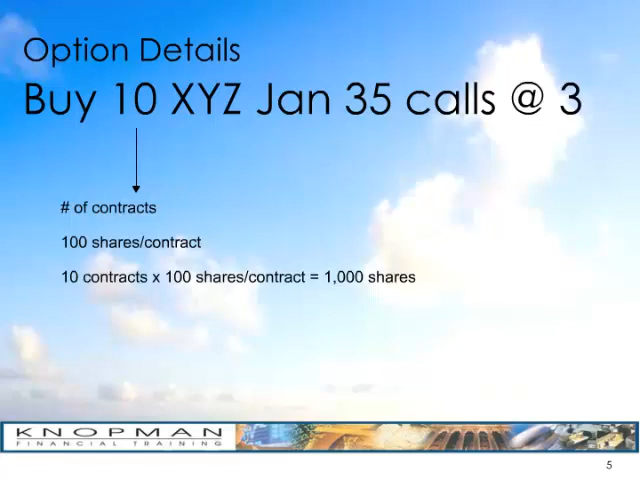 Option Details
Buy 10 XYZ Jan 35 calls @ 3
# of contracts
100 shares/contract
10 contracts x 100 shares/contract = 1,000 shares
KNOPMAN
FINANCIAL TRAINING
5